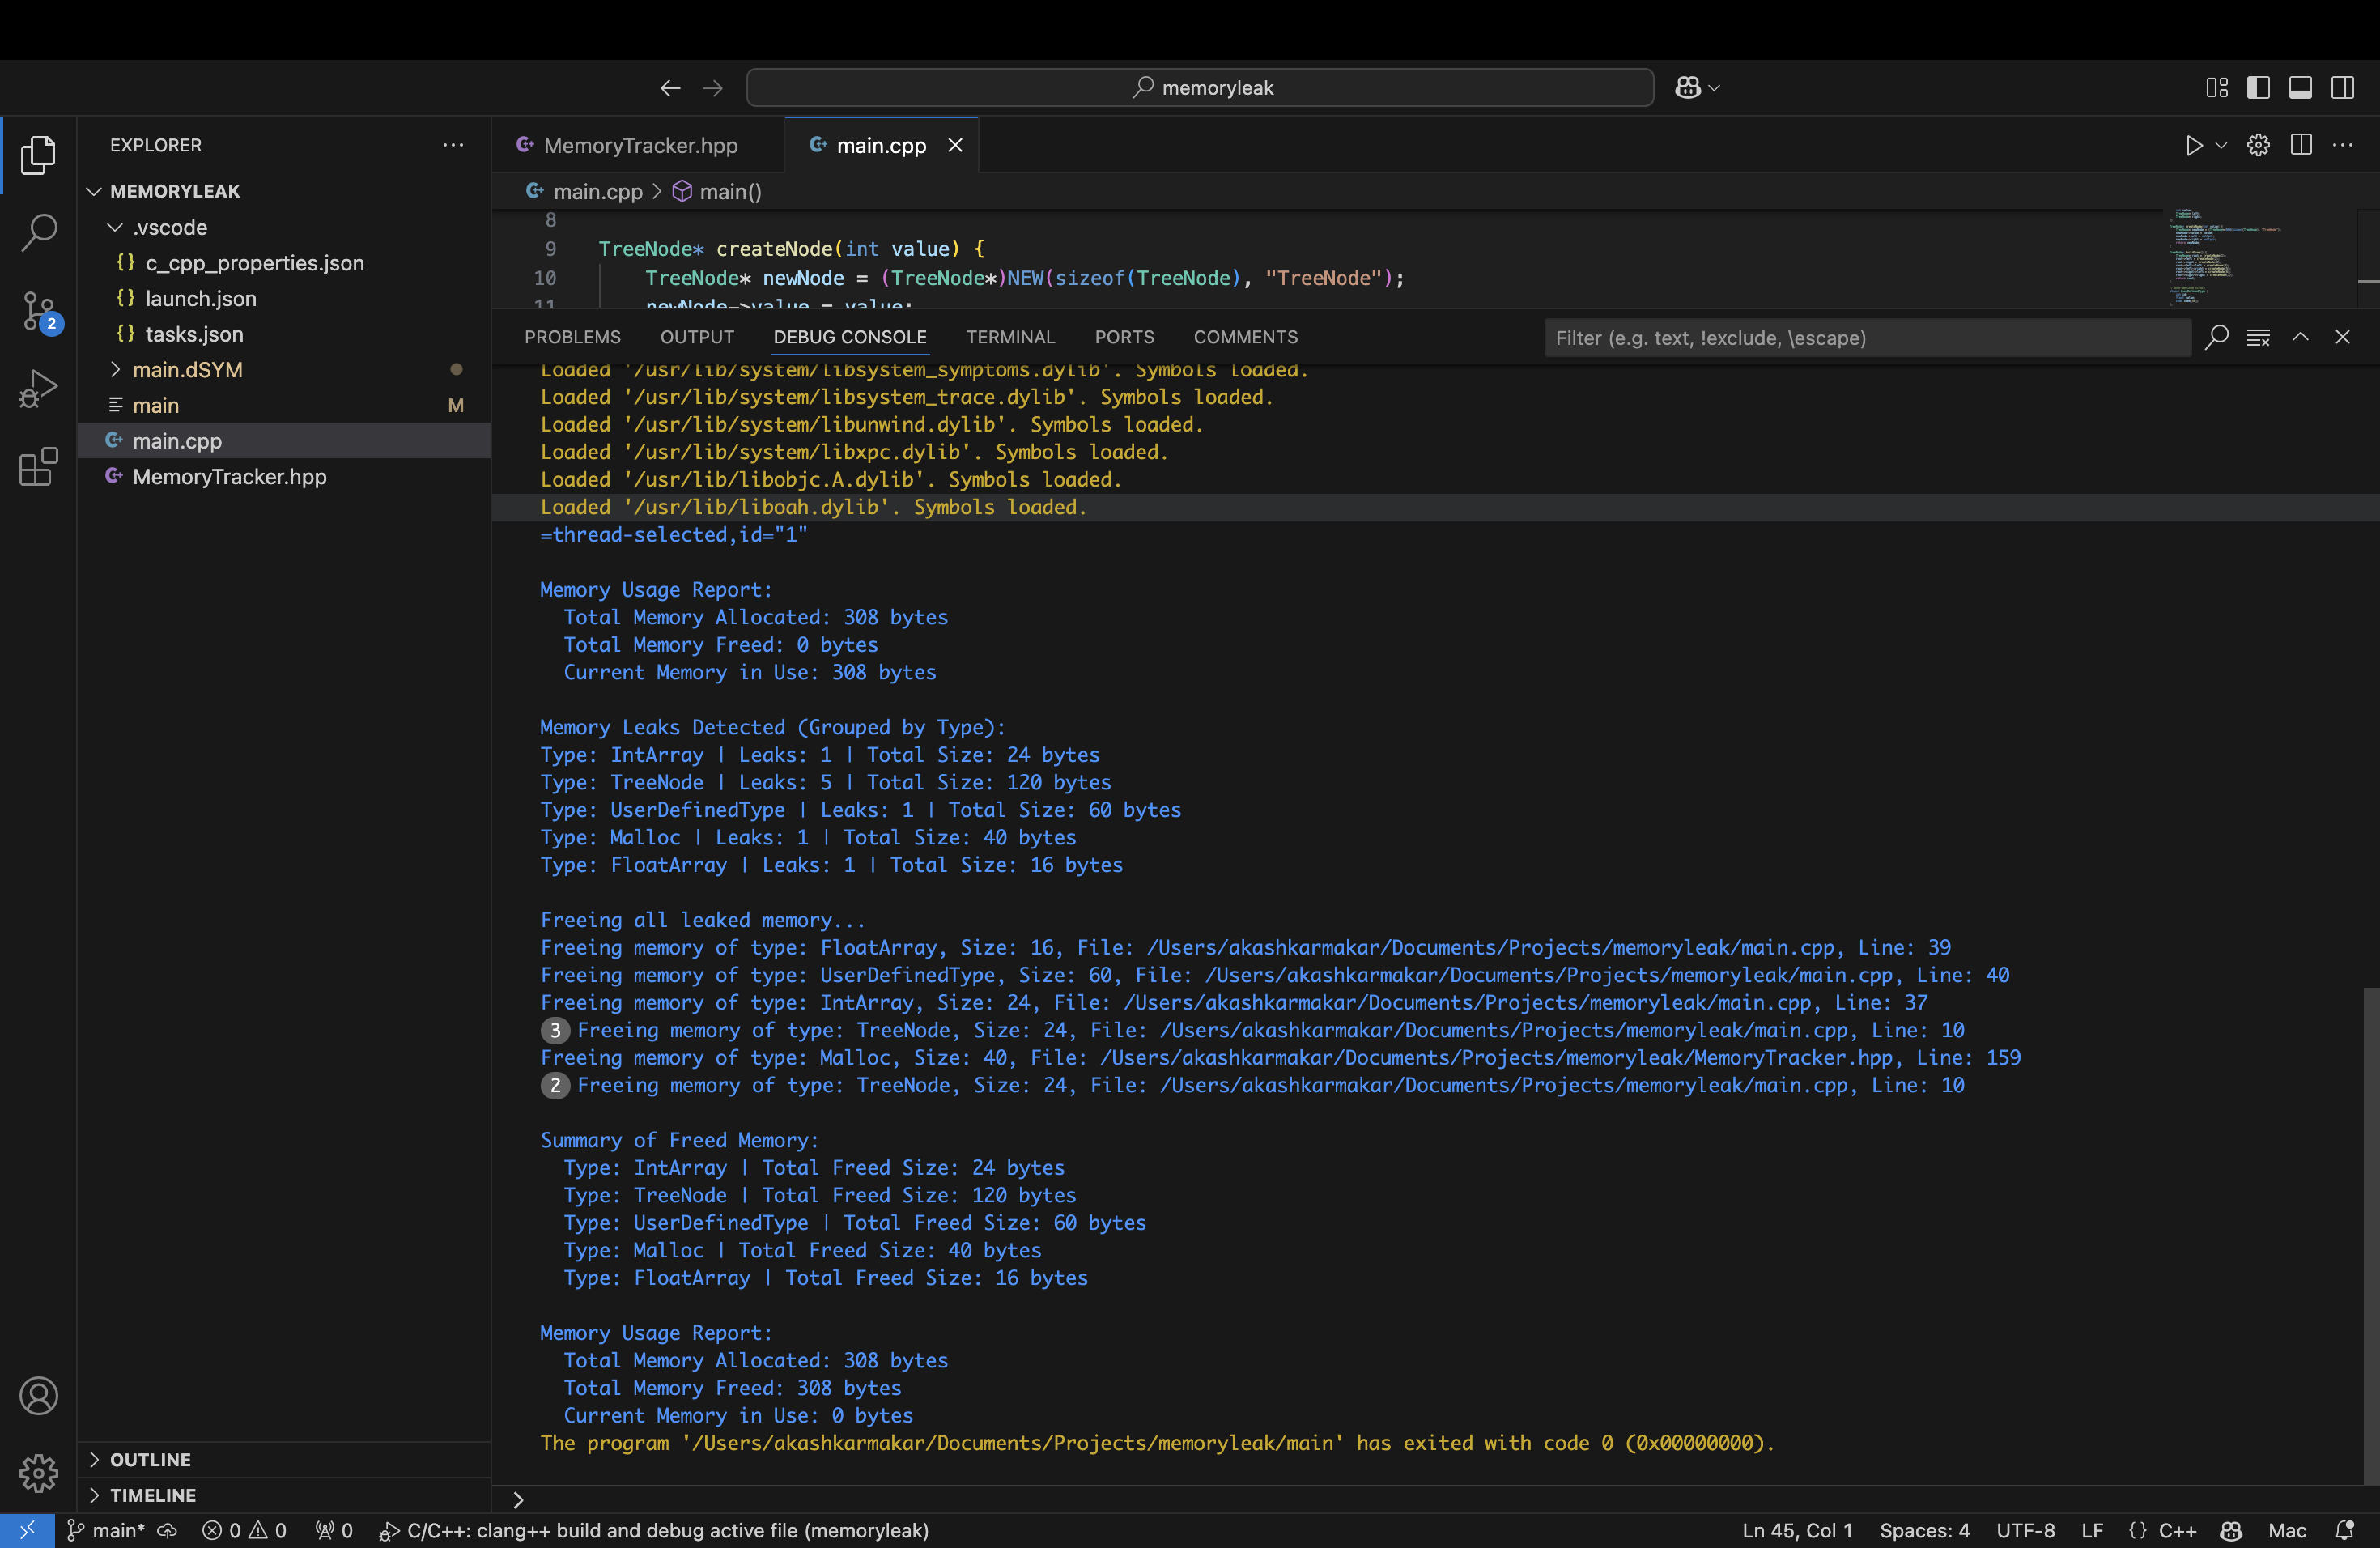 memoryleak
EXPLORER
MEMORYLEAK
.vscode
{} c_cpp_properties.json
{} launch.json
{} tasks.json
main.dSYM
main M
main.cpp
MemoryTracker.hpp
OUTLINE
TIMELINE
2
MemoryTracker.hpp
main.cpp
main.cpp > main()
8
9 TreeNode* createNode(int value) {
10 TreeNode* newNode = (TreeNode*)NEW(sizeof(TreeNode), "TreeNode");
11 newNode->value = value;
PROBLEMS OUTPUT DEBUG CONSOLE TERMINAL PORTS COMMENTS
Filter (e.g. text, !exclude, \escape)
Loaded '/usr/lib/system/libsystem_symptoms.dylib'. Symbols loaded.
Loaded '/usr/lib/system/libsystem_trace.dylib'. Symbols loaded.
Loaded '/usr/lib/system/libunwind.dylib'. Symbols loaded.
Loaded '/usr/lib/system/libxpc.dylib'. Symbols loaded.
Loaded '/usr/lib/libobjc.A.dylib'. Symbols loaded.
Loaded '/usr/lib/liboah.dylib'. Symbols loaded.
=thread-selected,id="1"
Memory Usage Report:
Total Memory Allocated: 308 bytes
Total Memory Freed: 0 bytes
Current Memory in Use: 308 bytes
Memory Leaks Detected (Grouped by Type):
Type: IntArray | Leaks: 1 | Total Size: 24 bytes
Type: TreeNode | Leaks: 5 | Total Size: 120 bytes
Type: UserDefinedType | Leaks: 1 | Total Size: 60 bytes
Type: Malloc | Leaks: 1 | Total Size: 40 bytes
Type: FloatArray | Leaks: 1 | Total Size: 16 bytes
Freeing all leaked memory...
Freeing memory of type: FloatArray, Size: 16, File: /Users/akashkarmakar/Documents/Projects/memoryleak/main.cpp, Line: 39
Freeing memory of type: UserDefinedType, Size: 60, File: /Users/akashkarmakar/Documents/Projects/memoryleak/main.cpp, Line: 40
Freeing memory of type: IntArray, Size: 24, File: /Users/akashkarmakar/Documents/Projects/memoryleak/main.cpp, Line: 37
3 Freeing memory of type: TreeNode, Size: 24, File: /Users/akashkarmakar/Documents/Projects/memoryleak/main.cpp, Line: 10
Freeing memory of type: Malloc, Size: 40, File: /Users/akashkarmakar/Documents/Projects/memoryleak/MemoryTracker.hpp, Line: 159
2 Freeing memory of type: TreeNode, Size: 24, File: /Users/akashkarmakar/Documents/Projects/memoryleak/main.cpp, Line: 10
Summary of Freed Memory:
Type: IntArray | Total Freed Size: 24 bytes
Type: TreeNode | Total Freed Size: 120 bytes
Type: UserDefinedType | Total Freed Size: 60 bytes
Type: Malloc | Total Freed Size: 40 bytes
Type: FloatArray | Total Freed Size: 16 bytes
Memory Usage Report:
Total Memory Allocated: 308 bytes
Total Memory Freed: 308 bytes
Current Memory in Use: 0 bytes
The program '/Users/akashkarmakar/Documents/Projects/memoryleak/main' has exited with code 0 (0x00000000).
main* 0 0 0 C/C++: clang++ build and debug active file (memoryleak) Ln 45, Col 1 Spaces: 4 UTF-8 LF {} C++ Mac